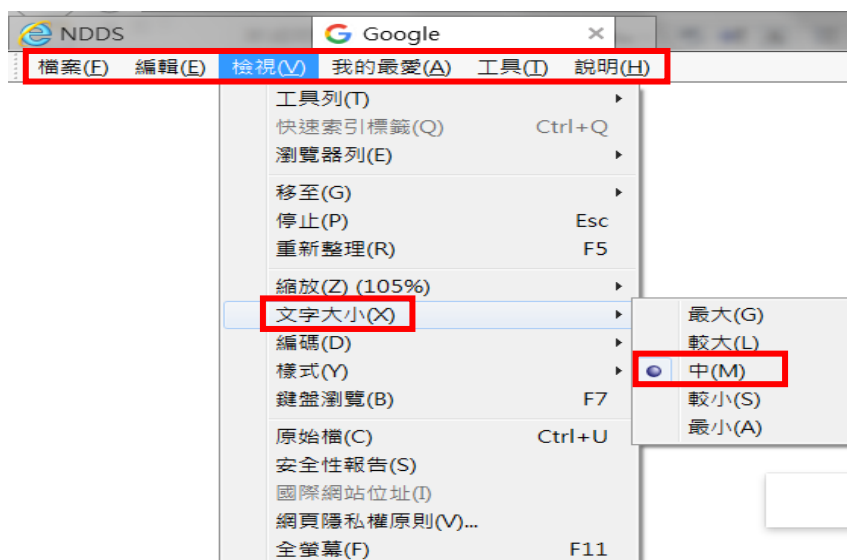 NDDS Google
檔案(F) 編輯(E) 檢視(V) 我的最愛(A) 工具(T) 說明(H)
工具列(T)
快速索引標籤(Q) Ctrl+Q
瀏覽器列(E)
移至(G)
停止(P) Esc
重新整理(R) F5
縮放(Z) (105%)
文字大小(X)
編碼(D)
樣式(Y)
鍵盤瀏覽(B) F7
原始檔(C) Ctrl+U
安全性報告(S)
國際網站位址(I)
網頁隱私權原則(V)...
全螢幕(F) F11
最大(G)
較大(L)
中(M)
較小(S)
最小(A)